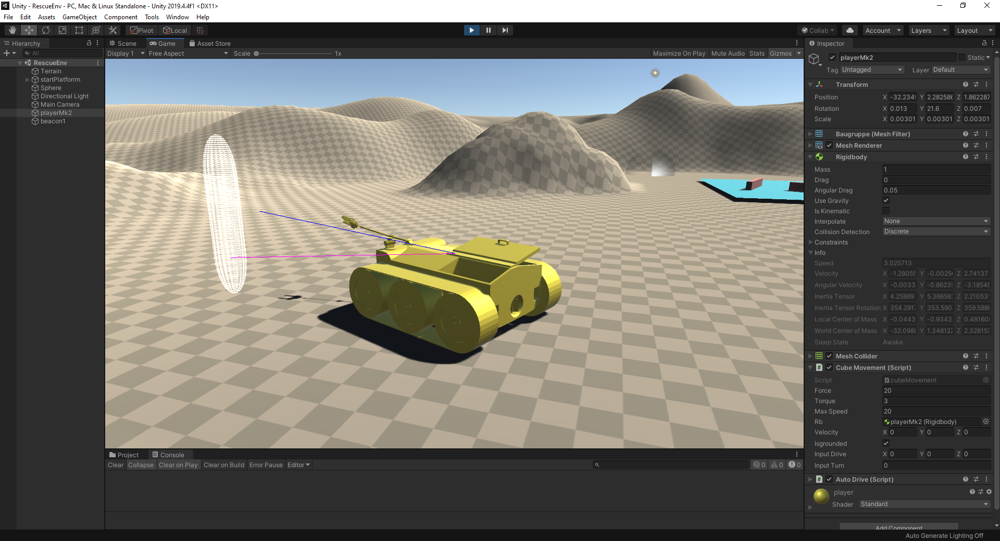 Unity - RescueEnv - PC, Mac & Linux Standalone - Unity 2019.4.4f1 <DX11>
File Edit Assets GameObject Component Tools Window Help
Pivot Local Collab Account Layers Layout
Hierarchy
All
RescueEnv
Terrain
startPlatforrm
Sphere
Directional Light
Main Camera
playerMk2
beacon1
Scene Game Asset Store
Display 1 Free Aspect Scale 1x Maximize On Play Mute Audio Stats Gizmos
Project Console
Clear Collapse Clear on Play Clear on Build Error Pause Editor 0 0 0
Inspector
playerMk2 Static
Tag Untagged Layer Default
Transform
Position X -32.234 Y 2.28258 Z 1.862287
Rotation X 0.013 Y 21.6 Z 0.007
Scale X 0.00301 Y 0.00301 Z 0.00301
Baugruppe (Mesh Filter)
Mesh Renderer
Rigidbody
Mass 1
Drag 0
Angular Drag 0.05
Use Gravity
Is Kinematic
Interpolate None
Collision Detection Discrete
Constraints
Info
Speed 3.025713
Velocity X -1.28055 Y -0.0025 Z 2.74137
Angular Velocity X -0.0033 Y -0.8623 Z -3.1854
Inertia Tensor X 4.25889 Y 5.36658 Z 2.21053
Inertia Tensor Rotation X 354.291 Y 353.590 Z 359.588
Local Center of Mass X -0.0443 Y -0.9343 Z 0.48160
World Center of Mass X -32.098 Y 1.348122 Z 2.326153
Sleep State Awake
Mesh Collider
Cube Movement (Script)
Script cubeMovement
Force 20
Torque 3
Max Speed 20
Rb playerMk2 (Rigidbody)
Velocity X 0 Y 0 Z 0
Isgrounded
Input Drive X 0 Y 0 Z 0
Input Turn 0
Auto Drive (Script)
player
Shader Standard
Add Component
Auto Generate Lighting Off